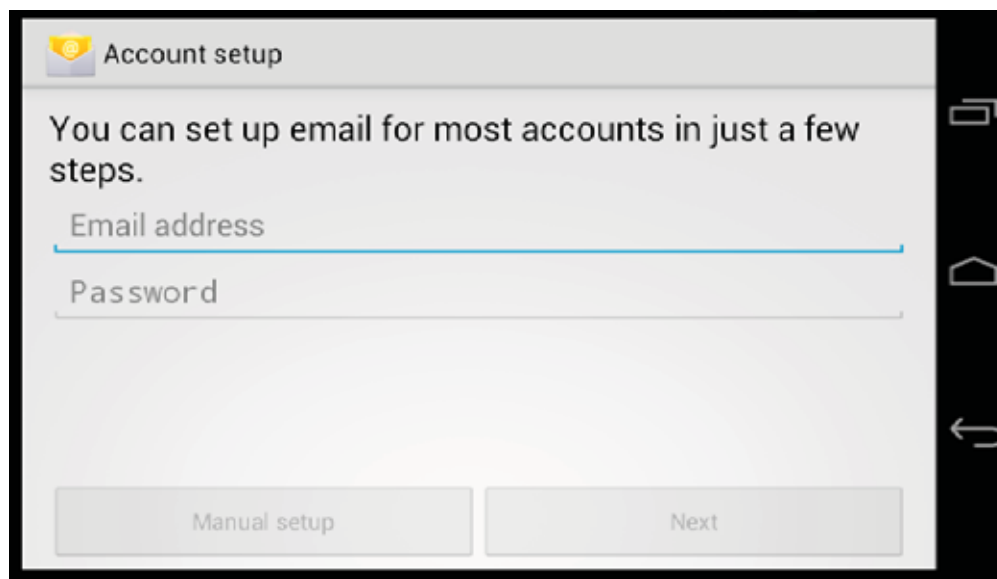 Account setup
You can set up email for most accounts in just a few
steps.
Email address
Password
Manual setup
Next